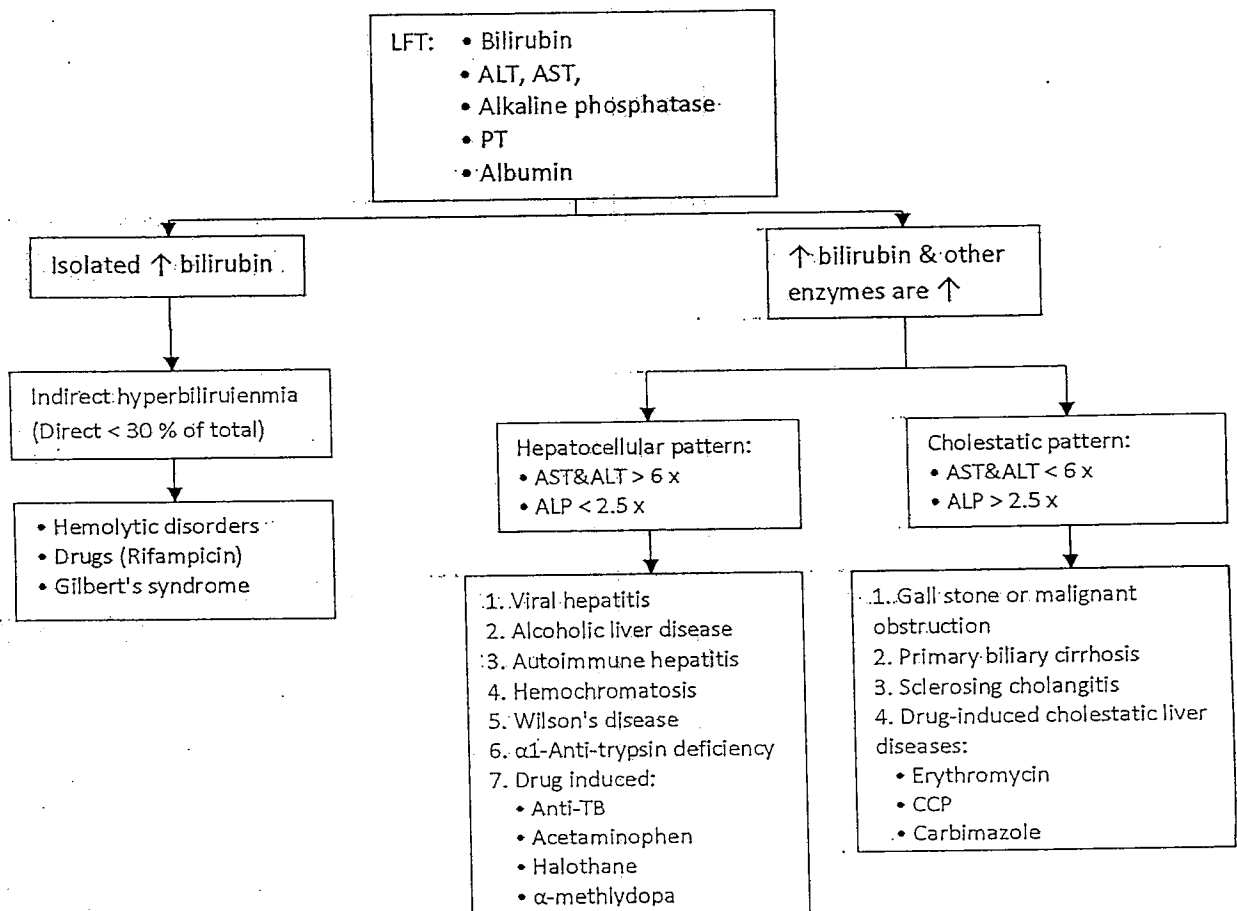 LFT: • Bilirubin
• ALT, AST,
• Alkaline phosphatase
• PT
• Albumin
Isolated ↑ bilirubin
↑ bilirubin & other
enzymes are ↑
Indirect hyperbiliruienmia
(Direct < 30 % of total)
• Hemolytic disorders
• Drugs (Rifampicin)
• Gilbert's syndrome
Hepatocellular pattern:
• AST&ALT > 6 x
• ALP < 2.5 x
Cholestatic pattern:
• AST&ALT < 6 x
• ALP > 2.5 x
1. Viral hepatitis
2. Alcoholic liver disease
3. Autoimmune hepatitis
4. Hemochromatosis
5. Wilson's disease
6. α1-Anti-trypsin deficiency
7. Drug induced:
• Anti-TB
• Acetaminophen
• Halothane
• α-methlydopa
1. Gall stone or malignant
obstruction
2. Primary biliary cirrhosis
3. Sclerosing cholangitis
4. Drug-induced cholestatic liver
diseases:
• Erythromycin
• CCP
• Carbimazole